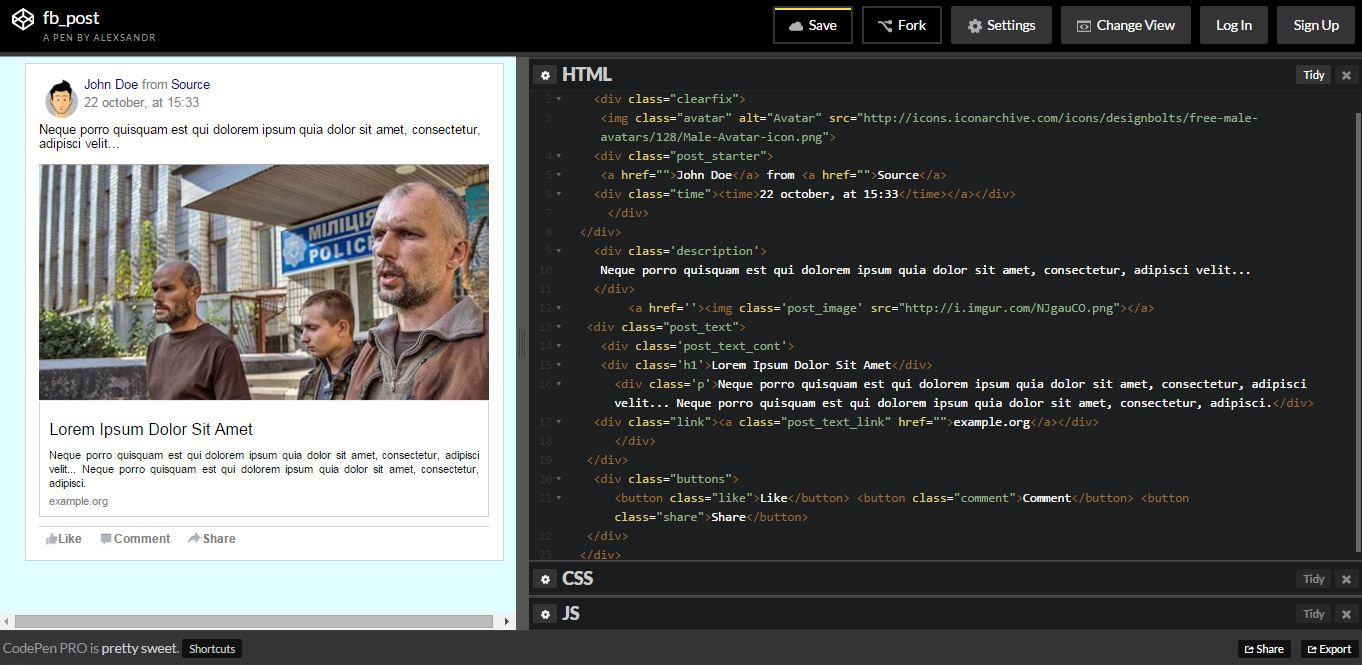 fb_post
A PEN BY ALEXSANDR
Save
Fork
Settings
Change View
Log In
Sign Up
John Doe from Source
22 october, at 15:33
Neque porro quisquam est qui dolorem ipsum quia dolor sit amet, consectetur,
adipisci velit...
МІЛІЦІЯ
POLICE
Lorem Ipsum Dolor Sit Amet
Neque porro quisquam est qui dolorem ipsum quia dolor sit amet, consectetur, adipisci
velit... Neque porro quisquam est qui dolorem ipsum quia dolor sit amet, consectetur,
adipisci.
example.org
Like Comment Share
HTML
Tidy
2 <div class="clearfix">
3 <img class="avatar" alt="Avatar" src="http://icons.iconarchive.com/icons/designbolts/free-male-
avatars/128/Male-Avatar-icon.png">
4 <div class="post_starter">
5 <a href="">John Doe</a> from <a href="">Source</a>
6 <div class="time"><time>22 october, at 15:33</time></a></div>
7 </div>
8 </div>
9 <div class='description'>
10 Neque porro quisquam est qui dolorem ipsum quia dolor sit amet, consectetur, adipisci velit...
11 </div>
12 <a href=''><img class='post_image' src="http://i.imgur.com/NJgauCO.png"></a>
13 <div class="post_text">
14 <div class='post_text_cont'>
15 <div class='h1'>Lorem Ipsum Dolor Sit Amet</div>
16 <div class='p'>Neque porro quisquam est qui dolorem ipsum quia dolor sit amet, consectetur, adipisci
velit... Neque porro quisquam est qui dolorem ipsum quia dolor sit amet, consectetur, adipisci.</div>
17 <div class="link"><a class="post_text_link" href="">example.org</a></div>
18 </div>
19 </div>
20 <div class="buttons">
21 <button class="like">Like</button> <button class="comment">Comment</button> <button
class="share">Share</button>
22 </div>
23 </div>
CSS
Tidy
JS
Tidy
CodePen PRO is pretty sweet. Shortcuts
Share
Export